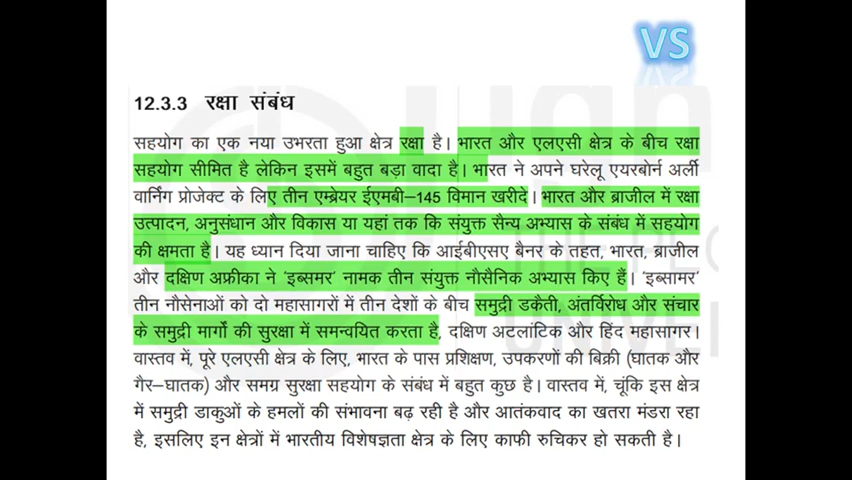 VS
12.3.3 रक्षा संबंध
सहयोग का एक नया उभरता हुआ क्षेत्र रक्षा है। भारत और एलएसी क्षेत्र के बीच रक्षा
सहयोग सीमित है लेकिन इसमें बहुत बड़ा वादा है। भारत ने अपने घरेलू एयरबोर्न अर्ली
वार्निंग प्रोजेक्ट के लिए तीन एम्ब्रेयर ईएमबी–145 विमान खरीदे। भारत और ब्राजील में रक्षा
उत्पादन, अनुसंधान और विकास या यहां तक कि संयुक्त सैन्य अभ्यास के संबंध में सहयोग
की क्षमता है। यह ध्यान दिया जाना चाहिए कि आईबीएसए बैनर के तहत, भारत, ब्राजील
और दक्षिण अफ्रीका ने ‘इब्समर’ नामक तीन संयुक्त नौसैनिक अभ्यास किए हैं। ‘इब्सामर’
तीन नौसेनाओं को दो महासागरों में तीन देशों के बीच समुद्री डकैती, अंतर्विरोध और संचार
के समुद्री मार्गों की सुरक्षा में समन्वयित करता है, दक्षिण अटलांटिक और हिंद महासागर।
वास्तव में, पूरे एलएसी क्षेत्र के लिए, भारत के पास प्रशिक्षण, उपकरणों की बिक्री (घातक और
गैर–घातक) और समग्र सुरक्षा सहयोग के संबंध में बहुत कुछ है। वास्तव में, चूंकि इस क्षेत्र
में समुद्री डाकुओं के हमलों की संभावना बढ़ रही है और आतंकवाद का खतरा मंडरा रहा
है, इसलिए इन क्षेत्रों में भारतीय विशेषज्ञता क्षेत्र के लिए काफी रुचिकर हो सकती है।